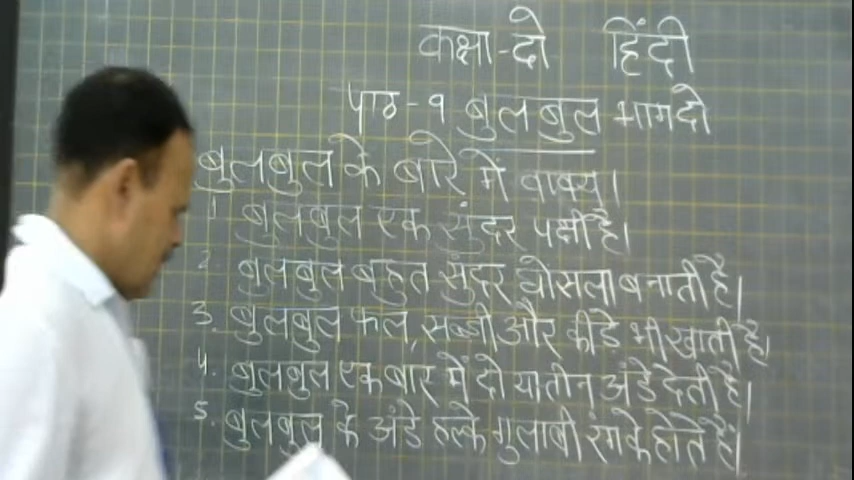 कक्षा-दो हिंदी
पाठ-१ बुलबुल भाग दो
बुलबुल के बारे में वाक्य।
1 बुलबुल एक सुंदर पक्षी है।
2. बुलबुल बहुत सुंदर घोसला बनाती है।
3. बुलबुल फल, सब्जी और कीडे भी खाती है।
4. बुलबुल एक बार में दो या तीन अंडे देती है।
5. बुलबुल के अंडे हल्के गुलाबी रंग के होते हैं।